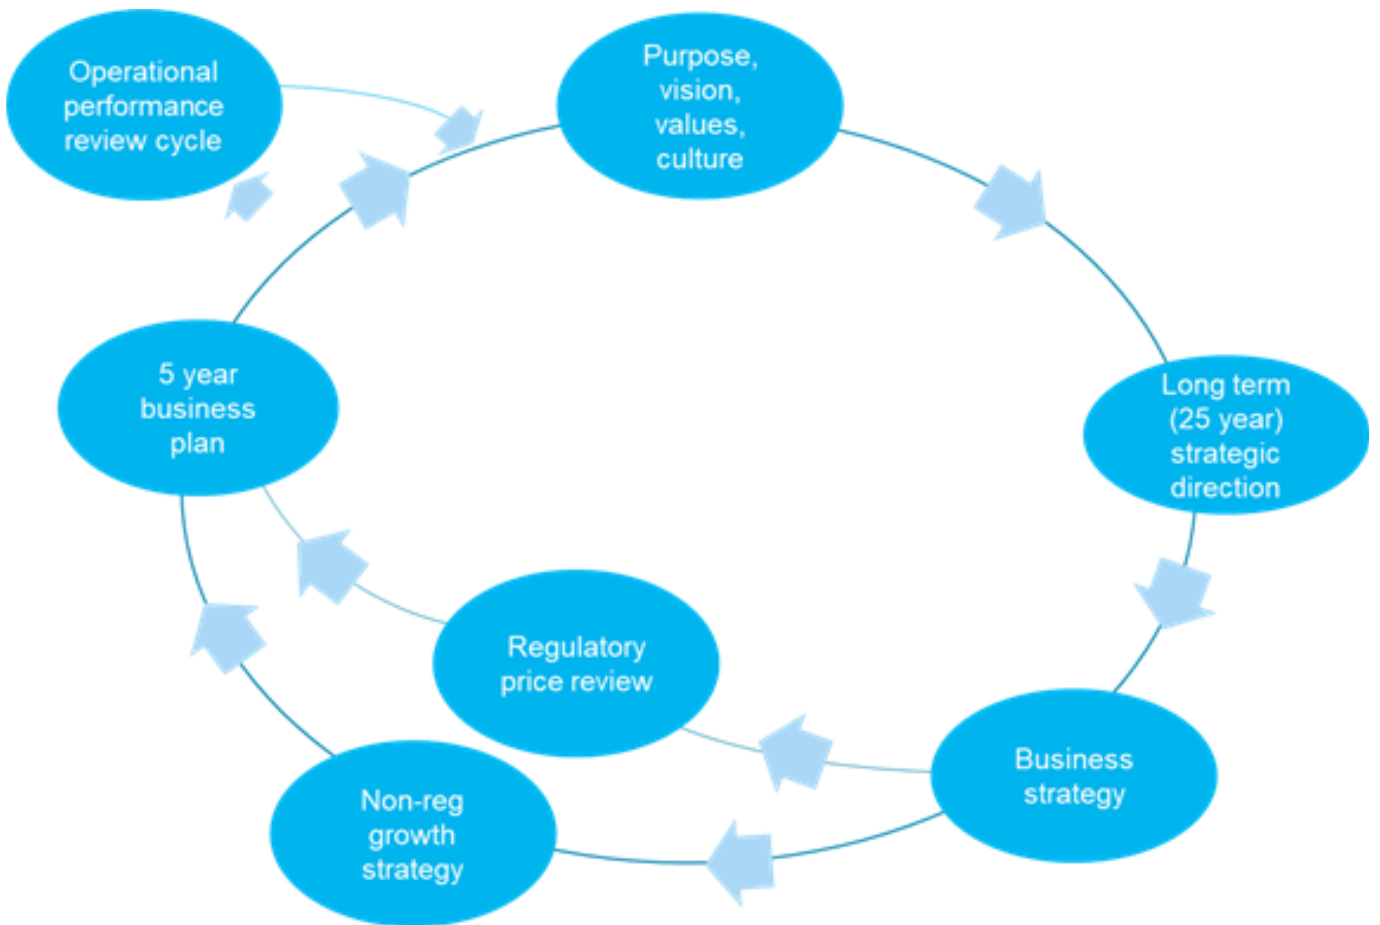 Operational
performance
review cycle
Purpose,
vision,
values,
culture
Long term
(25 year)
strategic
direction
Business
strategy
Regulatory
price review
Non-reg
growth
strategy
5 year
business
plan